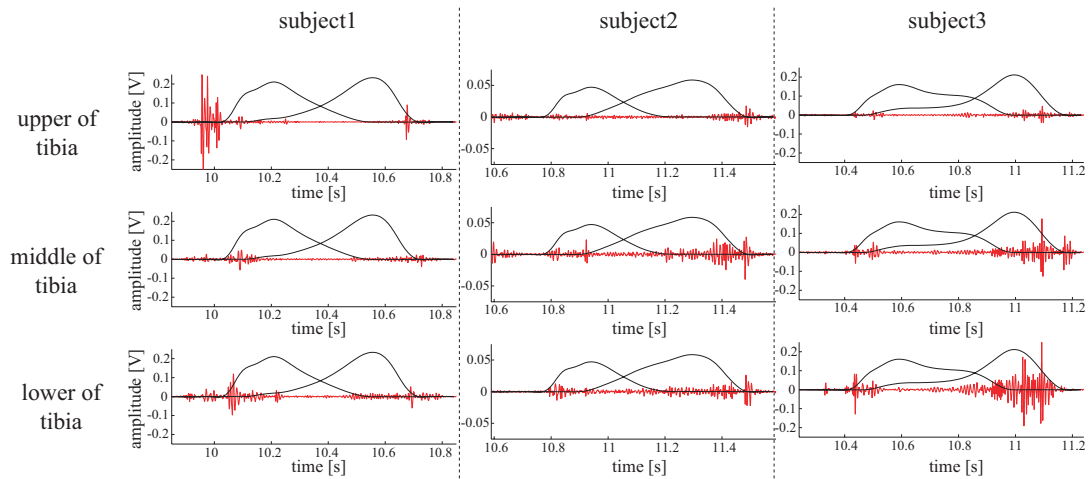 subject1 subject2 subject3
upper of
tibia
amplitude [V]
0.2
0.1
0
-0.1
-0.2
10 10.2 10.4 10.6 10.8
time [s]
0.05
0
-0.05
10.6 10.8 11 11.2 11.4
time [s]
0.2
0.1
0
-0.1
-0.2
10.4 10.6 10.8 11 11.2
time [s]
middle of
tibia
amplitude [V]
0.2
0.1
0
-0.1
-0.2
10 10.2 10.4 10.6 10.8
time [s]
0.05
0
-0.05
10.6 10.8 11 11.2 11.4
time [s]
0.2
0.1
0
-0.1
-0.2
10.4 10.6 10.8 11 11.2
time [s]
lower of
tibia
amplitude [V]
0.2
0.1
0
-0.1
-0.2
10 10.2 10.4 10.6 10.8
time [s]
0.05
0
-0.05
10.6 10.8 11 11.2 11.4
time [s]
0.2
0.1
0
-0.1
-0.2
10.4 10.6 10.8 11 11.2
time [s]